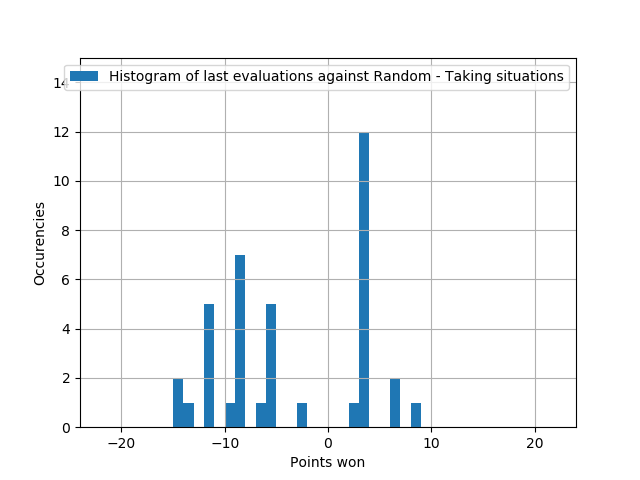 Histogram of last evaluations against Random - Taking situations
14
12
10
8
6
4
2
0
Occurencies
−20 −10 0 10 20
Points won